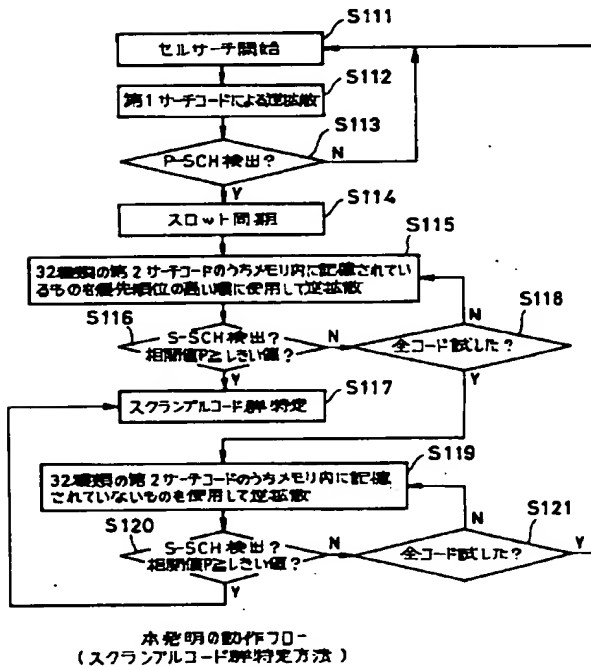 S111
セルサーチ開始
S112
第1サーチコードによる逆拡散
S113
P-SCH検出?
N
Y
S114
スロット同期
S115
32種類の第2サーチコードのうちメモリ内に記憶されてい
るものを優先順位の高い順に使用して逆拡散
S116
S-SCH検出?
相関値P≧しきい値?
N
Y
S118
全コード試した?
N
Y
S117
スクランブルコード群特定
S119
32種類の第2サーチコードのうちメモリ内に記憶
されていないものを使用して逆拡散
S120
S-SCH検出?
相関値P≧しきい値?
N
Y
S121
全コード試した?
N
Y
本発明の動作フロー
(スクランブルコード群特定方法)